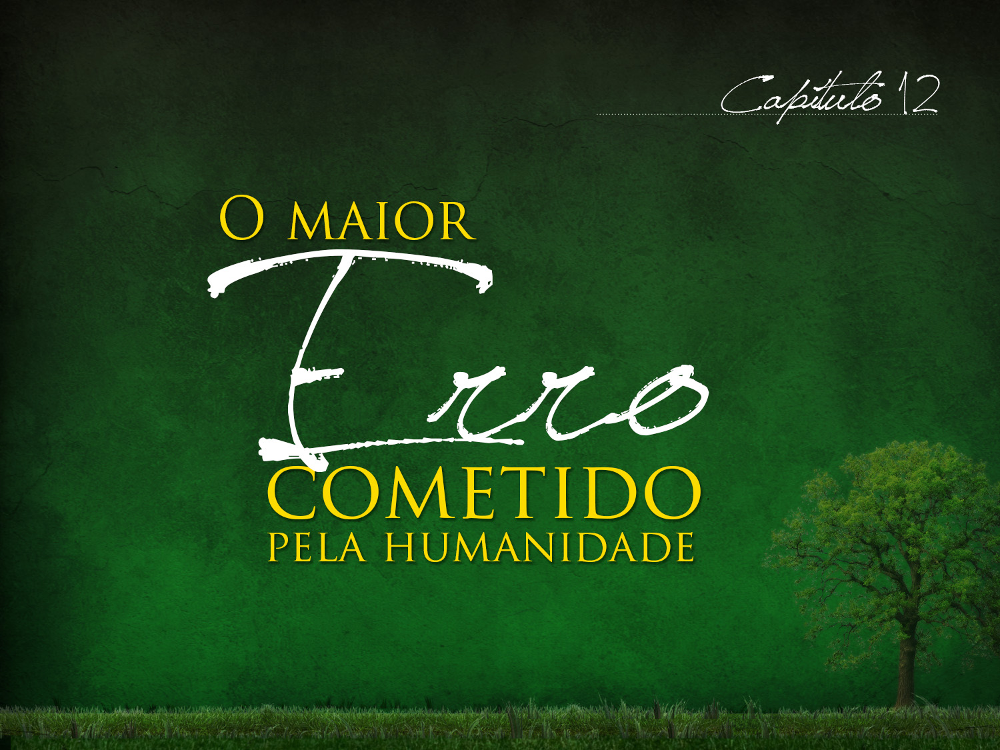 Capítulo 12
O MAIOR
Erro
COMETIDO
PELA HUMANIDADE